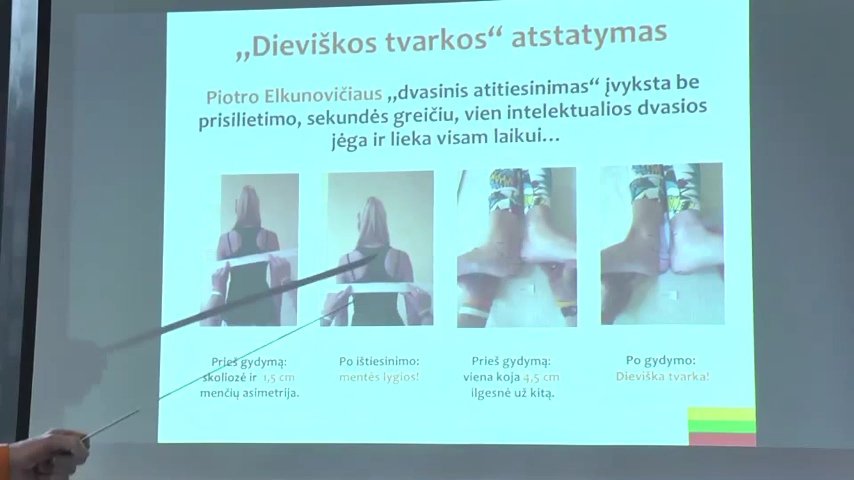 „Dieviškos tvarkos“ atstatymas
Piotro Elkunovičiaus „dvasinis atitiesinimas“ įvyksta be
prisilietimo, sekundės greičiu, vien intelektualios dvasios
jėga ir lieka visam laikui...
Prieš gydymą:
skoliozė ir 1,5 cm
menčių asimetrija.
Po ištiesinimo:
mentės lygios!
Prieš gydymą:
viena koja 4,5 cm
ilgesnė už kitą.
Po gydymo:
Dieviška tvarka!